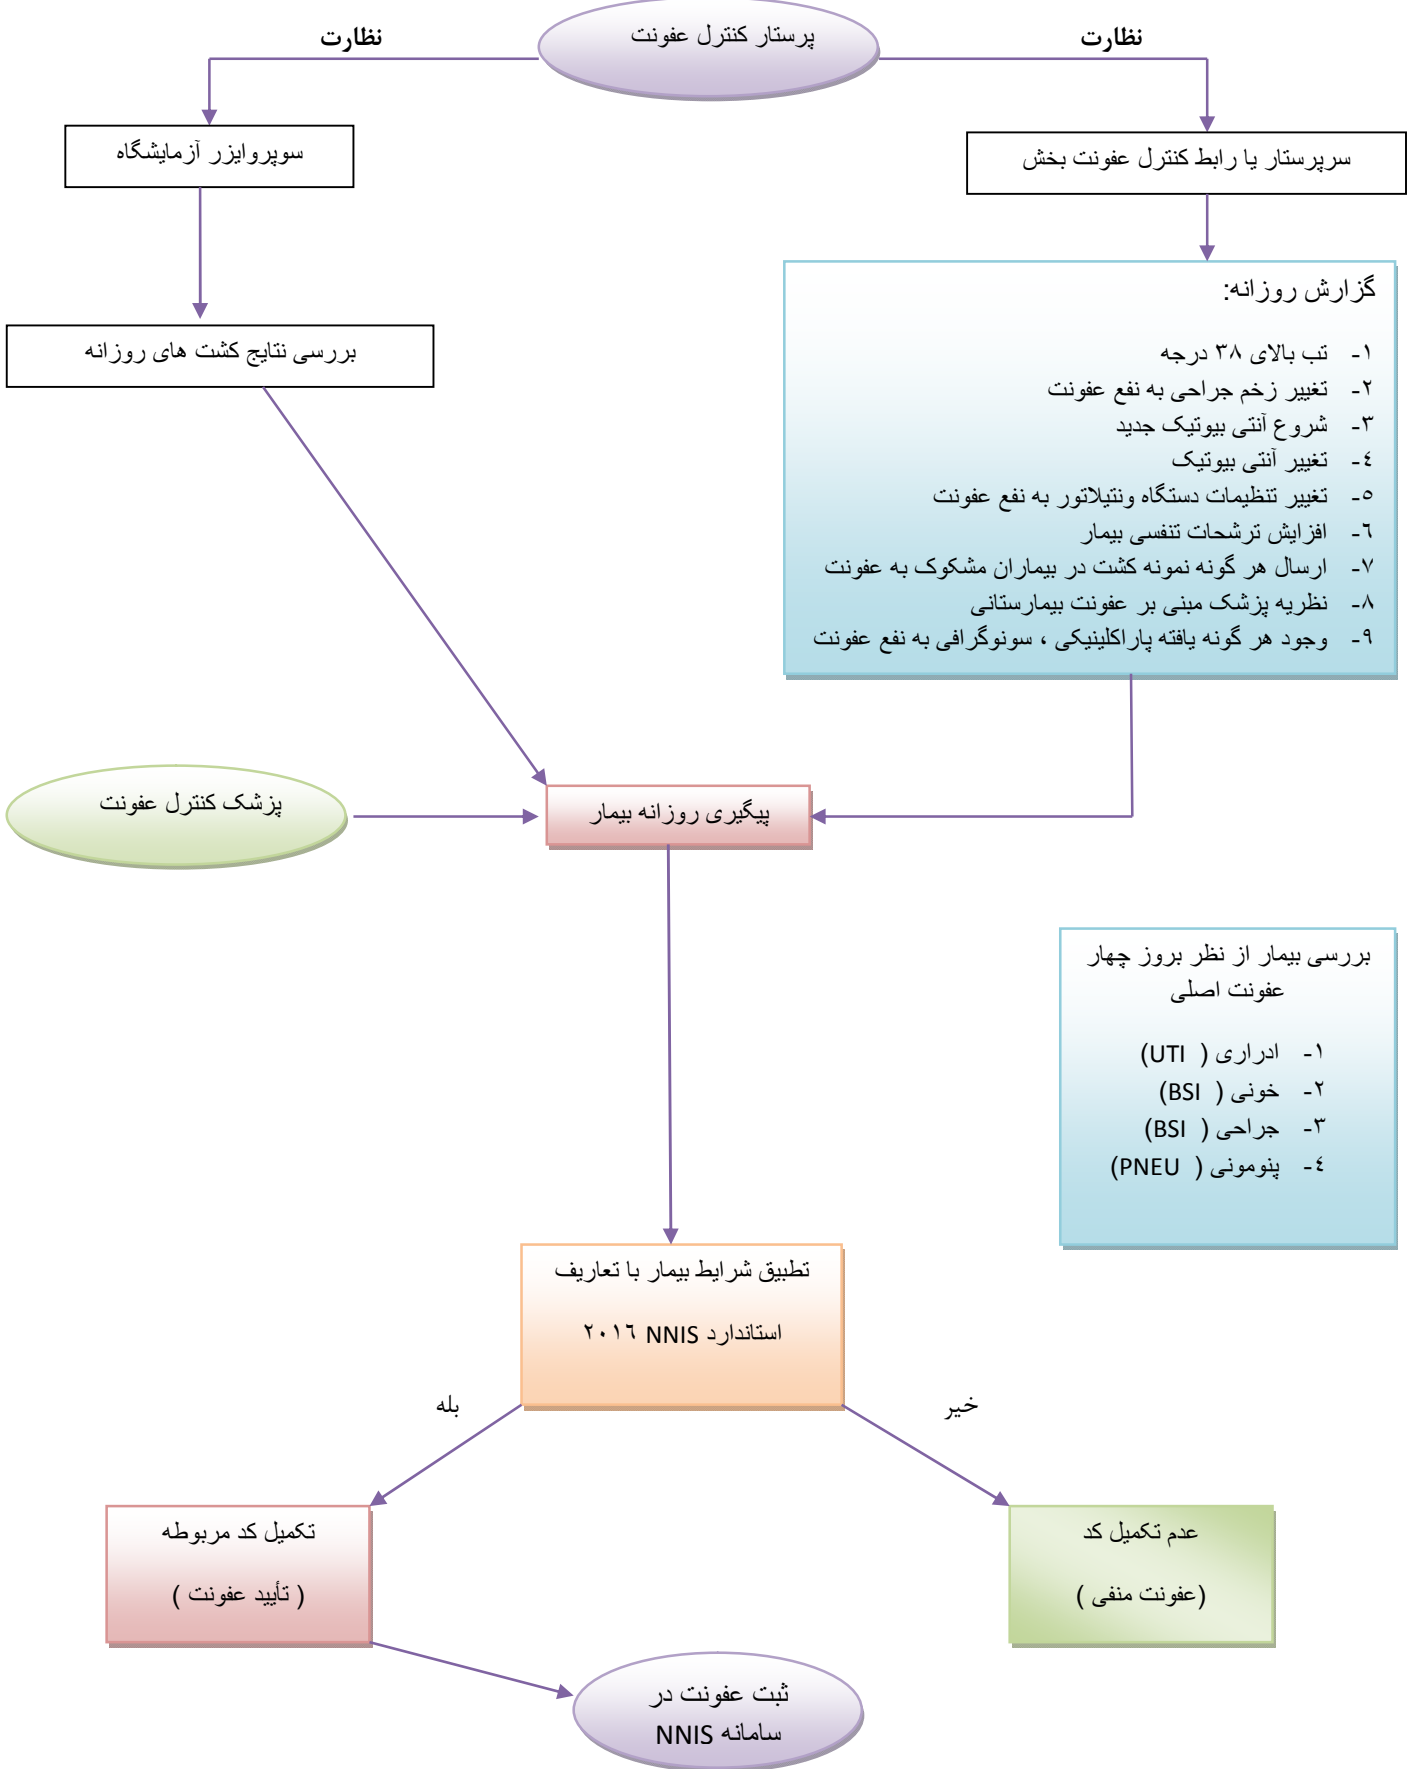 پرستار کنترل عفونت
نظارت
نظارت
سرپرستار یا رابط کنترل عفونت بخش
سوپروایزر آزمایشگاه
گزارش روزانه:
۱- تب بالای ۳۸ درجه
۲- تغییر زخم جراحی به نفع عفونت
۳- شروع آنتی بیوتیک جدید
٤- تغییر آنتی بیوتیک
٥- تغییر تنظیمات دستگاه ونتیلاتور به نفع عفونت
٦- افزایش ترشحات تنفسی بیمار
۷- ارسال هر گونه نمونه کشت در بیماران مشکوک به عفونت
۸- نظریه پزشک مبنی بر عفونت بیمارستانی
۹- وجود هر گونه یافته پاراکلینیکی ، سونوگرافی به نفع عفونت
بررسی نتایج کشت های روزانه
پیگیری روزانه بیمار
پزشک کنترل عفونت
بررسی بیمار از نظر بروز چهار
عفونت اصلی
۱- ادراری ( UTI)
۲- خونی ( BSI)
۳- جراحی ( BSI)
٤- پنومونی ( PNEU)
تطبیق شرایط بیمار با تعاریف
استاندارد NNIS ۲۰۱٦
خیر
بله
عدم تکمیل کد
(عفونت منفی )
تکمیل کد مربوطه
( تأیید عفونت )
ثبت عفونت در
سامانه NNIS